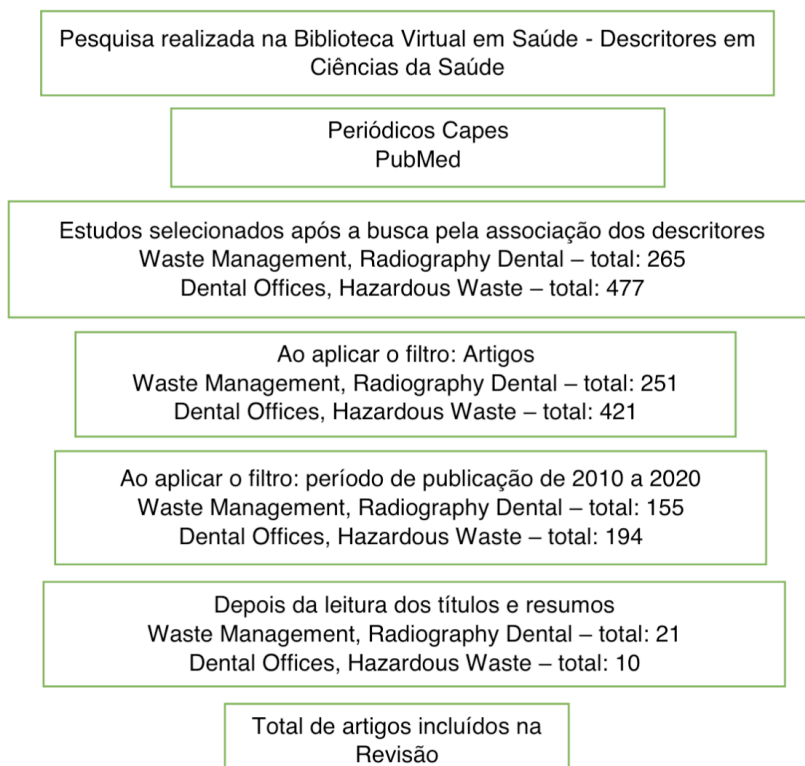 Pesquisa realizada na Biblioteca Virtual em Saúde - Descritores em
Ciências da Saúde
Periódicos Capes
PubMed
Estudos selecionados após a busca pela associação dos descritores
Waste Management, Radiography Dental – total: 265
Dental Offices, Hazardous Waste – total: 477
Ao aplicar o filtro: Artigos
Waste Management, Radiography Dental – total: 251
Dental Offices, Hazardous Waste – total: 421
Ao aplicar o filtro: período de publicação de 2010 a 2020
Waste Management, Radiography Dental – total: 155
Dental Offices, Hazardous Waste – total: 194
Depois da leitura dos títulos e resumos
Waste Management, Radiography Dental – total: 21
Dental Offices, Hazardous Waste – total: 10
Total de artigos incluídos na
Revisão